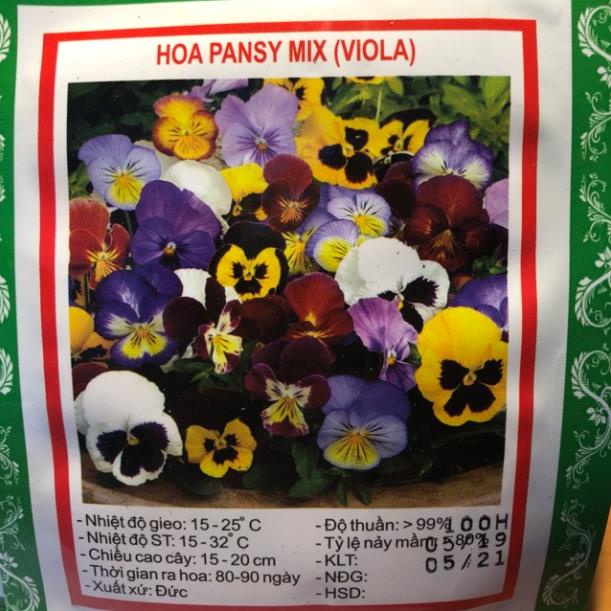 HOA PANSY MIX (VIOLA)
- Nhiệt độ gieo: 15 - 25° C
- Nhiệt độ ST: 15 - 32° C
- Chiều cao cây: 15 - 20 cm
- Thời gian ra hoa: 80-90 ngày
- Xuất xứ: Đức
- Độ thuần: > 99%
- Tỷ lệ nảy mầm: > 80%
- KLT: 100H
- NĐG: 05/19
- HSD: 05/21